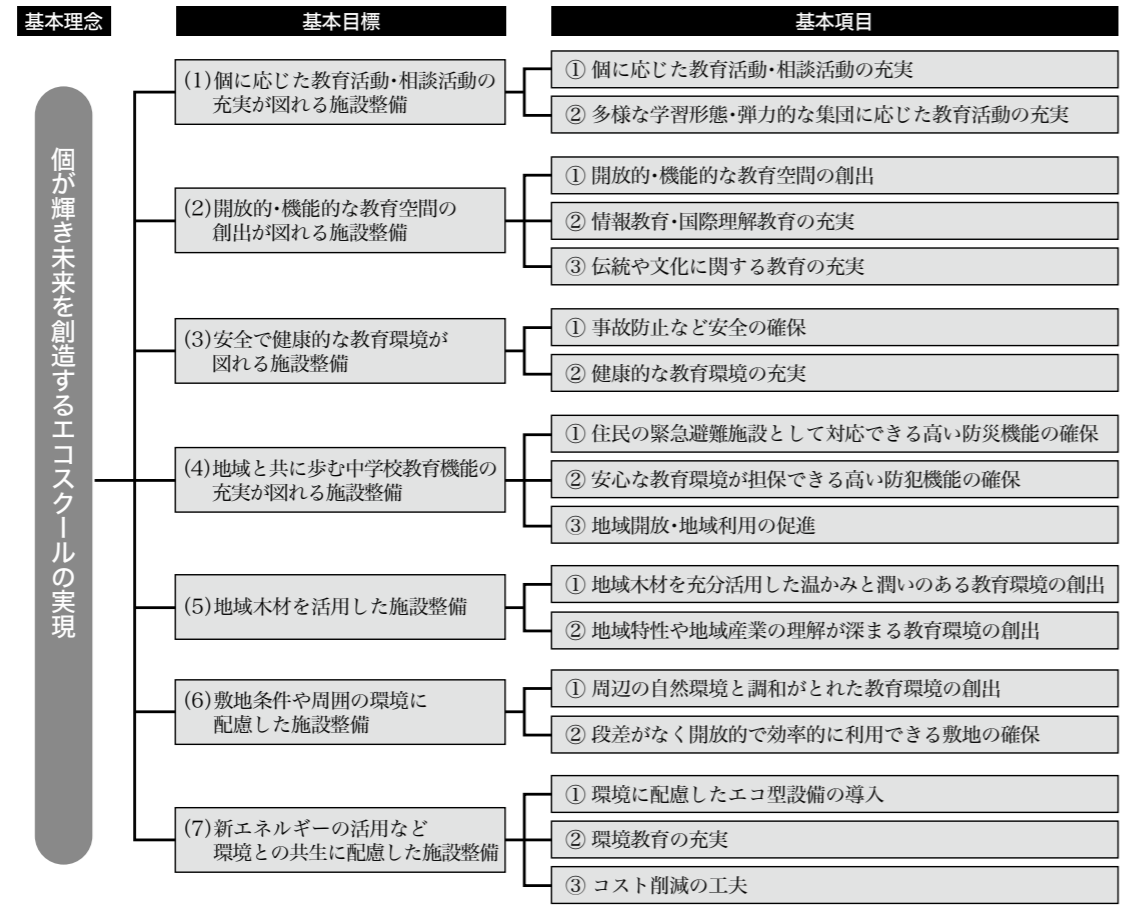 基本理念
基本目標
基本項目
個が輝き未来を創造するエコスクールの実現
(1)個に応じた教育活動・相談活動の
充実が図れる施設整備
① 個に応じた教育活動・相談活動の充実
② 多様な学習形態・弾力的な集団に応じた教育活動の充実
(2)開放的・機能的な教育空間の
創出が図れる施設整備
① 開放的・機能的な教育空間の創出
② 情報教育・国際理解教育の充実
③ 伝統や文化に関する教育の充実
(3)安全で健康的な教育環境が
図れる施設整備
① 事故防止など安全の確保
② 健康的な教育環境の充実
(4)地域と共に歩む中学校教育機能の
充実が図れる施設整備
① 住民の緊急避難施設として対応できる高い防災機能の確保
② 安心な教育環境が担保できる高い防犯機能の確保
③ 地域開放・地域利用の促進
(5)地域木材を活用した施設整備
① 地域木材を充分活用した温かみと潤いのある教育環境の創出
② 地域特性や地域産業の理解が深まる教育環境の創出
(6)敷地条件や周囲の環境に
配慮した施設整備
① 周辺の自然環境と調和がとれた教育環境の創出
② 段差がなく開放的で効率的に利用できる敷地の確保
(7)新エネルギーの活用など
環境との共生に配慮した施設整備
① 環境に配慮したエコ型設備の導入
② 環境教育の充実
③ コスト削減の工夫